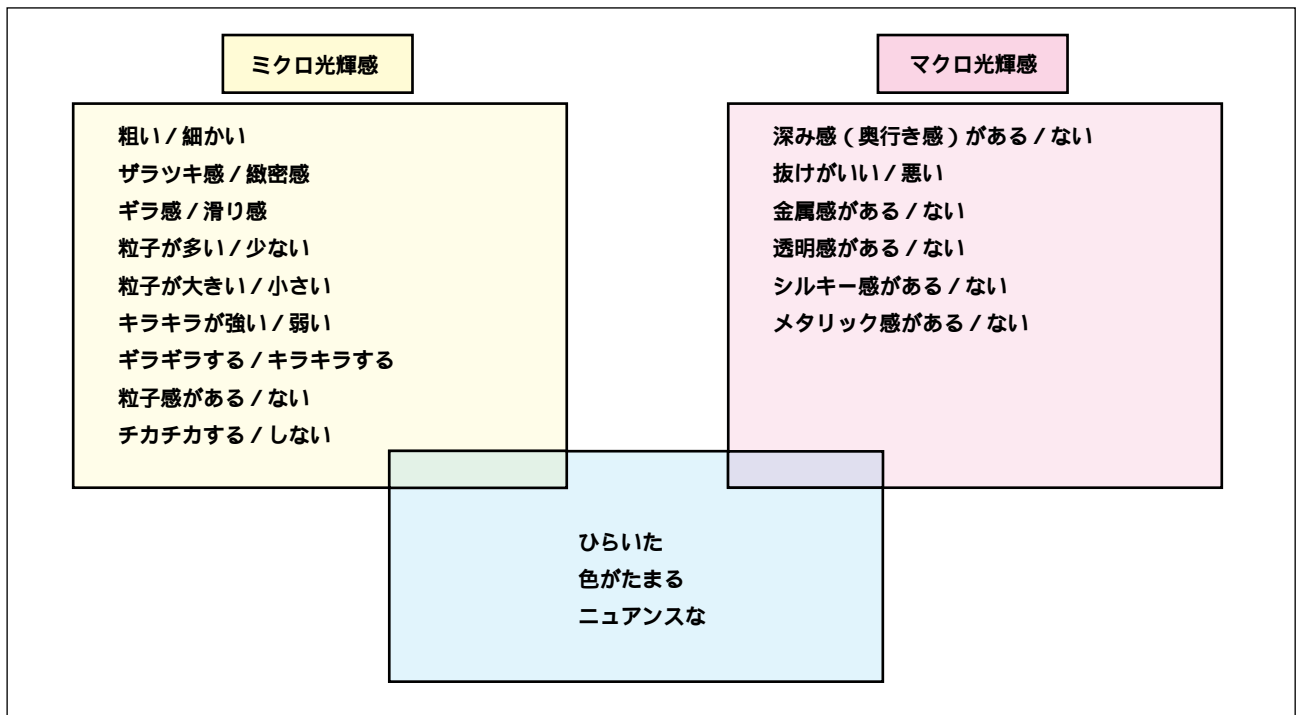 ミクロ光輝感
粗い / 細かい
ザラツキ感 / 緻密感
ギラ感 / 滑り感
粒子が多い / 少ない
粒子が大きい / 小さい
キラキラが強い / 弱い
ギラギラする / キラキラする
粒子感がある / ない
チカチカする / しない
マクロ光輝感
深み感 ( 奥行き感 ) がある / ない
抜けがいい / 悪い
金属感がある / ない
透明感がある / ない
シルキー感がある / ない
メタリック感がある / ない
ひらいた
色がたまる
ニュアンスな